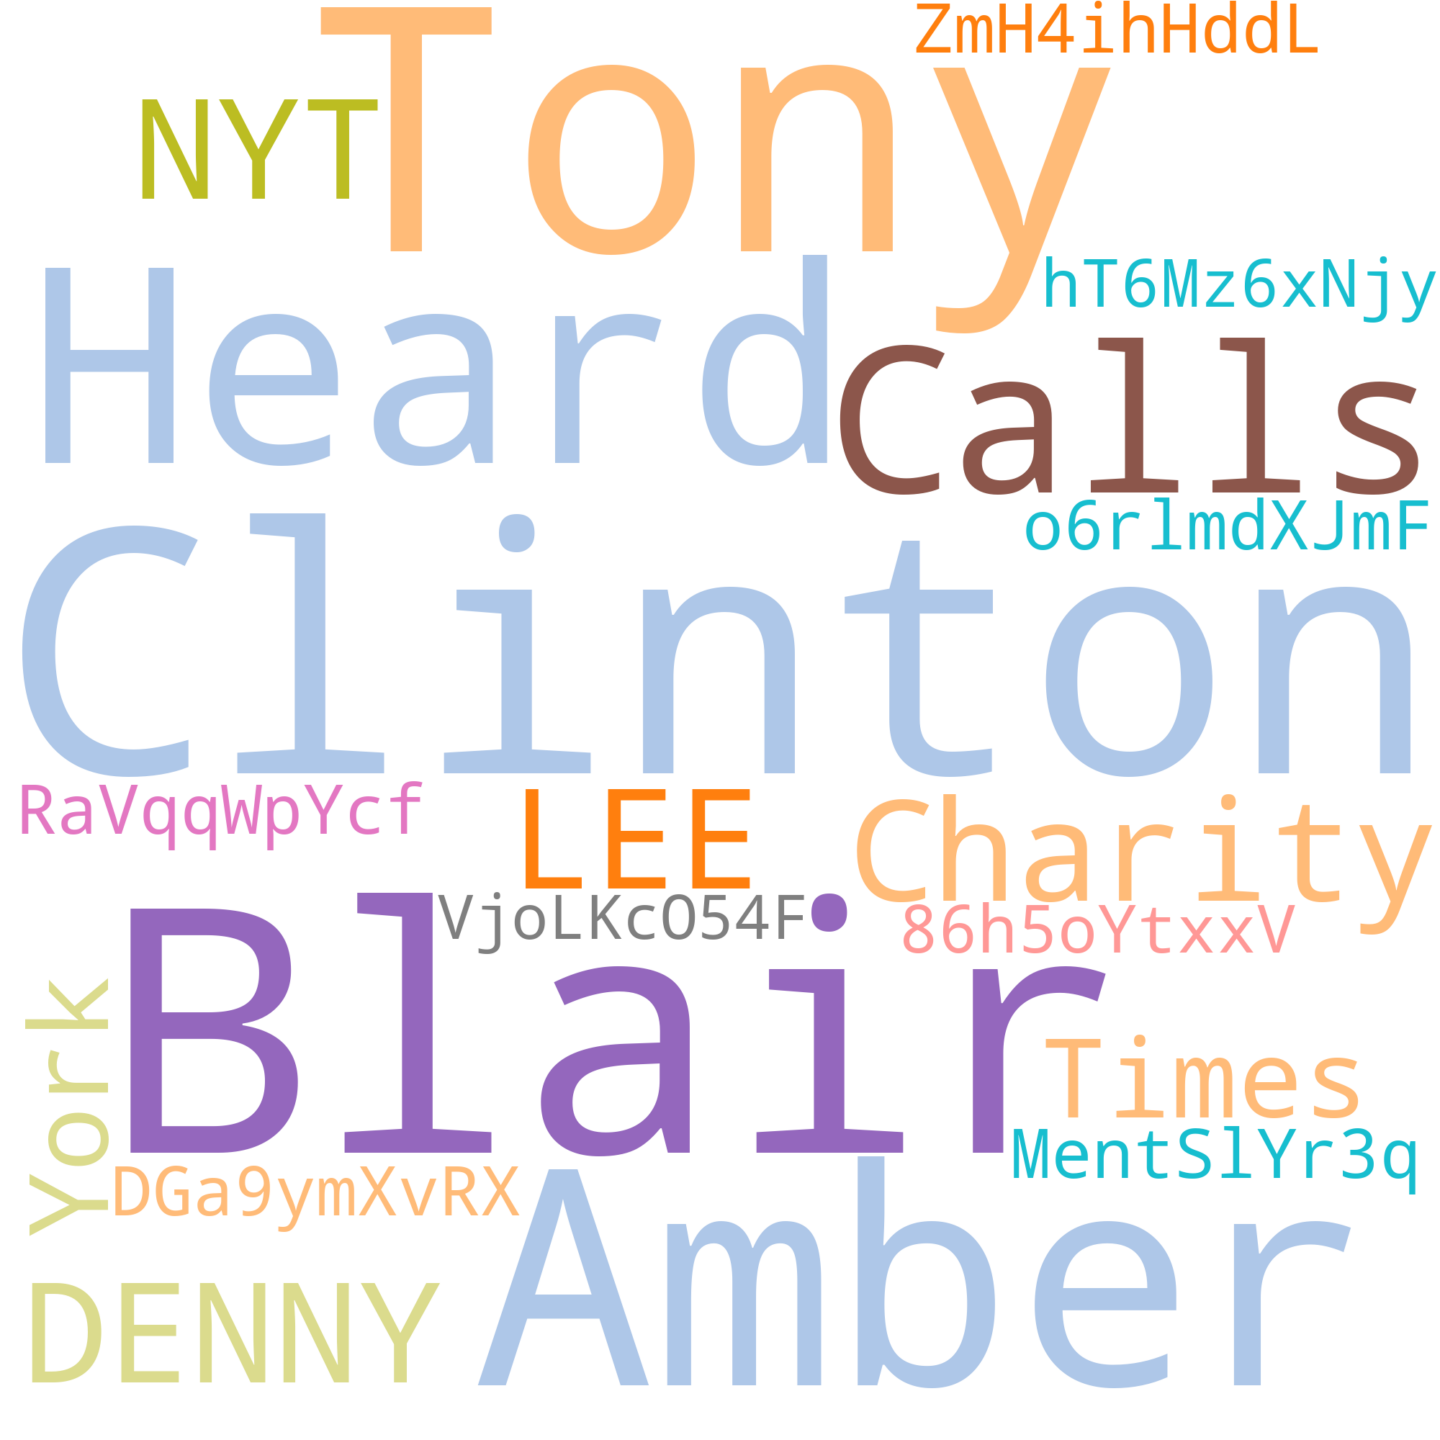 ZmH4ihHddL
Tony
NYT
hT6Mz6xNjy
Heard
Calls
o6rlmdXJmF
Clinton
RaVqqWpYcf
LEE
Charity
VjoLKcO54F
86h5oYtxxV
Blair
York
Times
MentSlYr3q
DGa9ymXvRX
Amber
DENNY